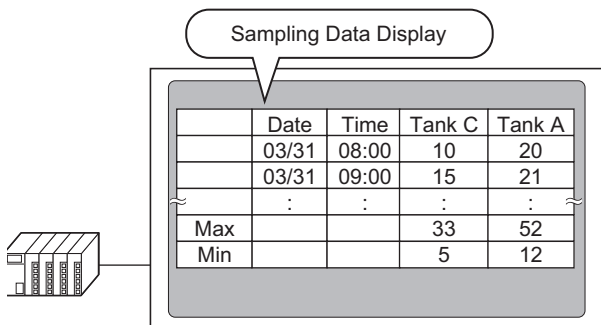 Sampling Data Display
Date Time Tank C Tank A
03/31 08:00 10 20
03/31 09:00 15 21
: : : :
Max 33 52
Min 5 12